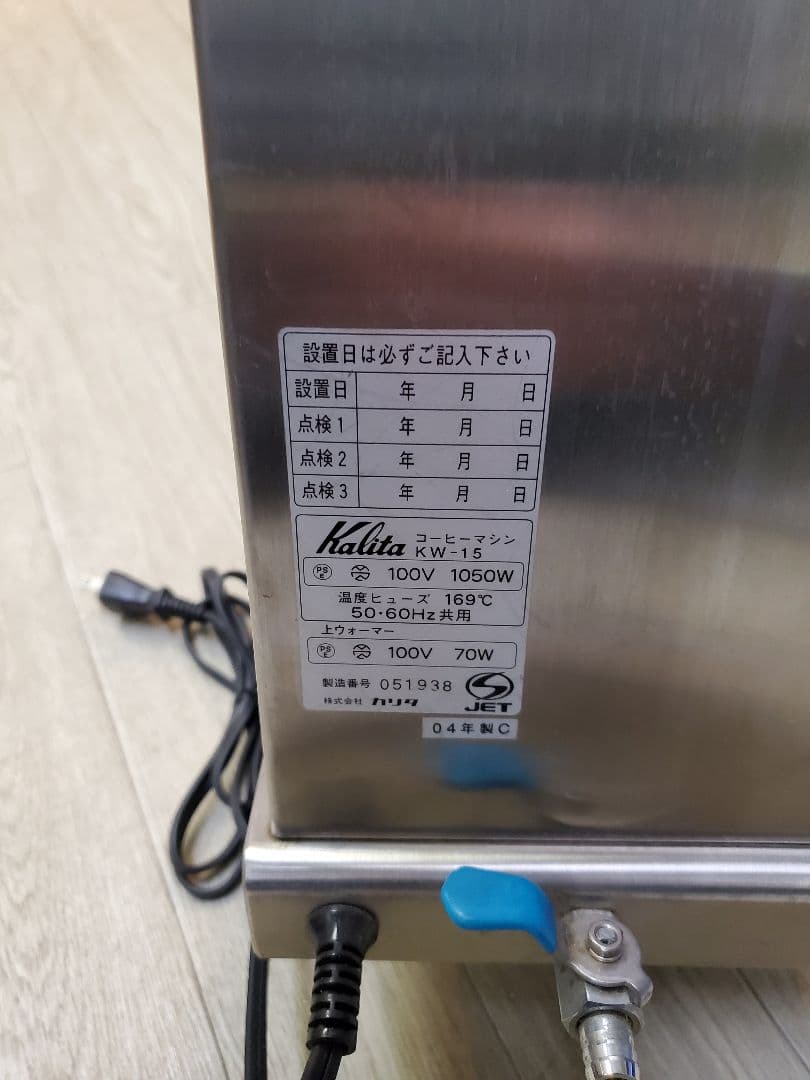 設置日は必ずご記入下さい
設置日 年 月 日
点検1 年 月 日
点検2 年 月 日
点検3 年 月 日
Kalita コーヒーマシン
KW-15
PSE 100V 1050W
温度ヒューズ 169℃
50・60Hz共用
上ウォーマー
PSE 100V 70W
製造番号 051938
株式会社 カリタ JET
04年製C